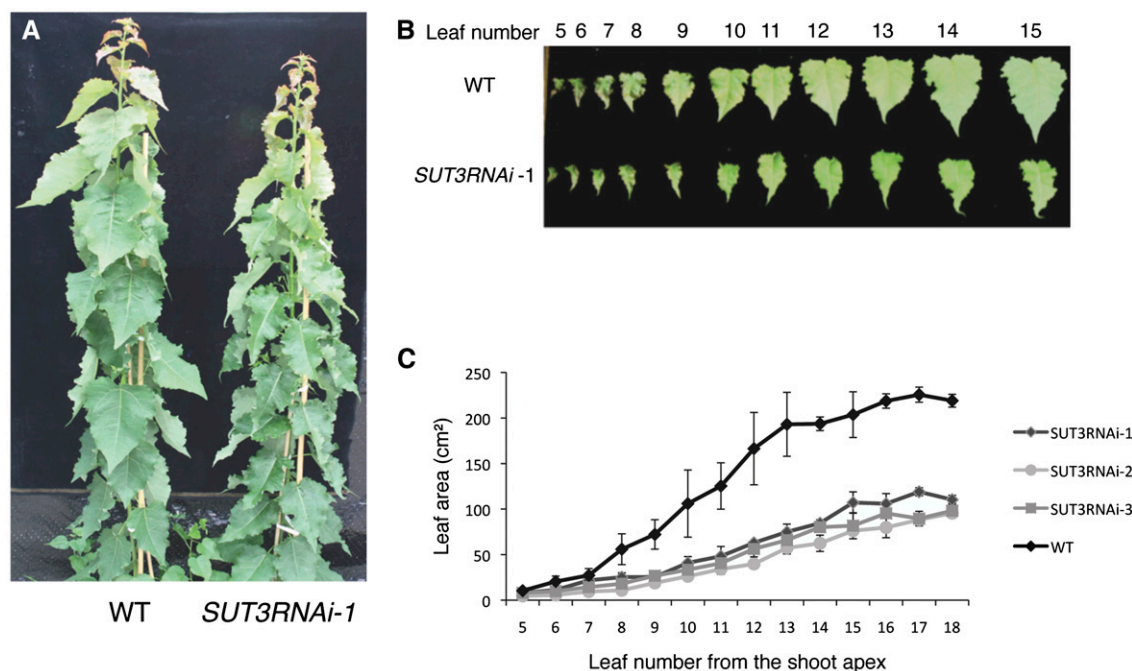 A
WT
SUT3RNAi-1
B
Leaf number 5 6 7 8 9 10 11 12 13 14 15
WT
SUT3RNAi -1
C
Leaf area (cm²)
250
200
150
100
50
0
5 6 7 8 9 10 11 12 13 14 15 16 17 18
Leaf number from the shoot apex
SUT3RNAi-1
SUT3RNAi-2
SUT3RNAi-3
WT